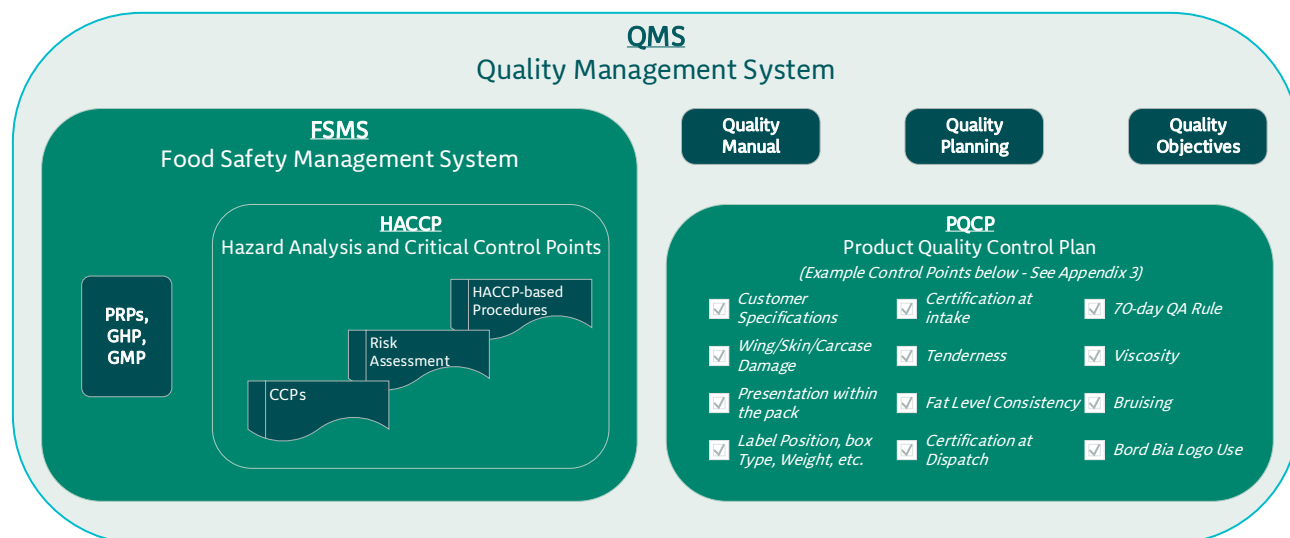 QMS
Quality Management System
FSMS
Food Safety Management System
HACCP
Hazard Analysis and Critical Control Points
PRPs,
GHP,
GMP
HACCP-based
Procedures
Risk
Assessment
CCPs
Quality
Manual
Quality
Planning
Quality
Objectives
PQCP
Product Quality Control Plan
(Example Control Points below - See Appendix 3)
Customer
Specifications
Certification at
intake
70-day QA Rule
Wing/Skin/Carcase
Damage
Tenderness
Viscosity
Presentation within
the pack
Fat Level Consistency
Bruising
Label Position, box
Type, Weight, etc.
Certification at
Dispatch
Bord Bia Logo Use